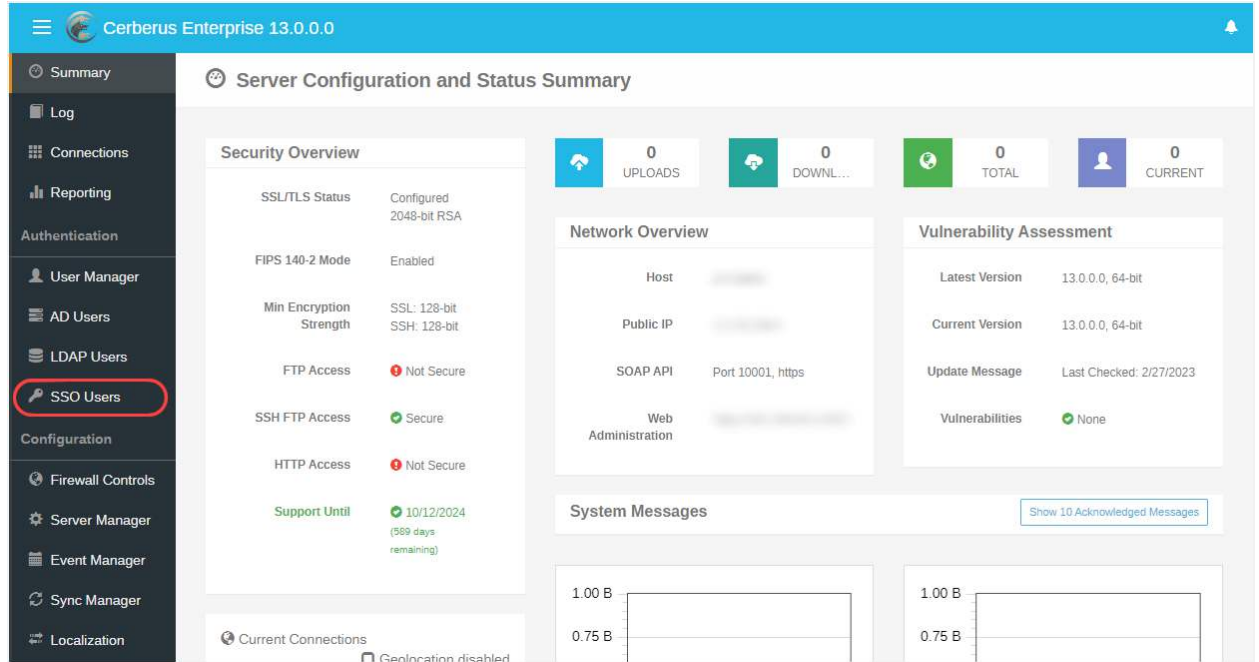 Cerberus Enterprise 13.0.0.0
Summary
Log
Connections
Reporting
Authentication
User Manager
AD Users
LDAP Users
SSO Users
Configuration
Firewall Controls
Server Manager
Event Manager
Sync Manager
Localization
Server Configuration and Status Summary
Security Overview
SSL/TLS Status
Configured
2048-bit RSA
FIPS 140-2 Mode
Enabled
Min Encryption
Strength
SSL: 128-bit
SSH: 128-bit
FTP Access
Not Secure
SSH FTP Access
Secure
HTTP Access
Not Secure
Support Until
10/12/2024
(589 days
remaining)
Current Connections
Geolocation disabled
0
UPLOADS
0
DOWNL...
0
TOTAL
0
CURRENT
Network Overview
Host
Public IP
SOAP API
Port 10001, https
Web
Administration
Vulnerability Assessment
Latest Version
13.0.0.0, 64-bit
Current Version
13.0.0.0, 64-bit
Update Message
Last Checked: 2/27/2023
Vulnerabilities
None
System Messages
Show 10 Acknowledged Messages
1.00 B
0.75 B
1.00 B
0.75 B